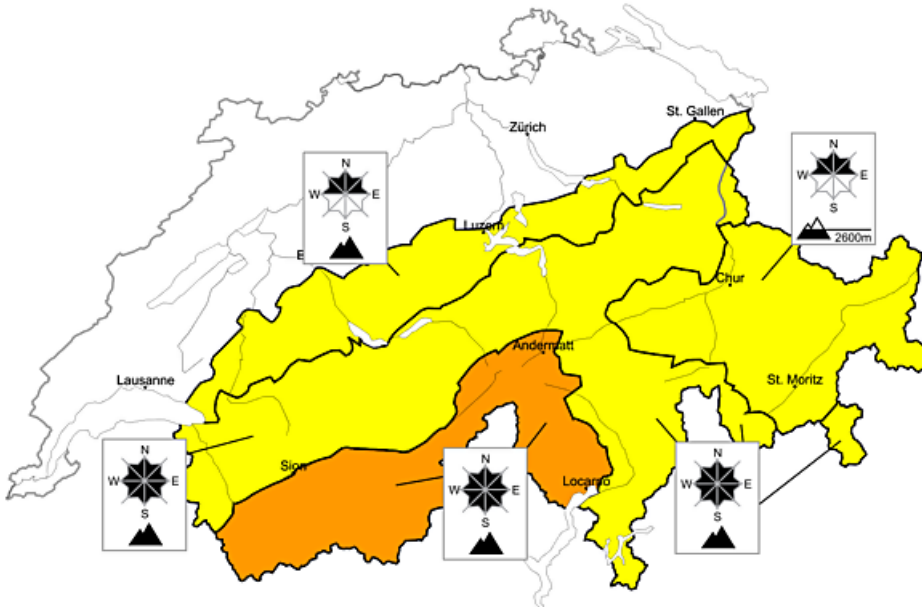 St. Gallen
Zürich
N
W E
S
N
W E
S
2600m
Luzern
Chur
Andermatt
Lausanne
St. Moritz
N
W E
S
Sion
N
W E
S
Locarno
N
W E
S